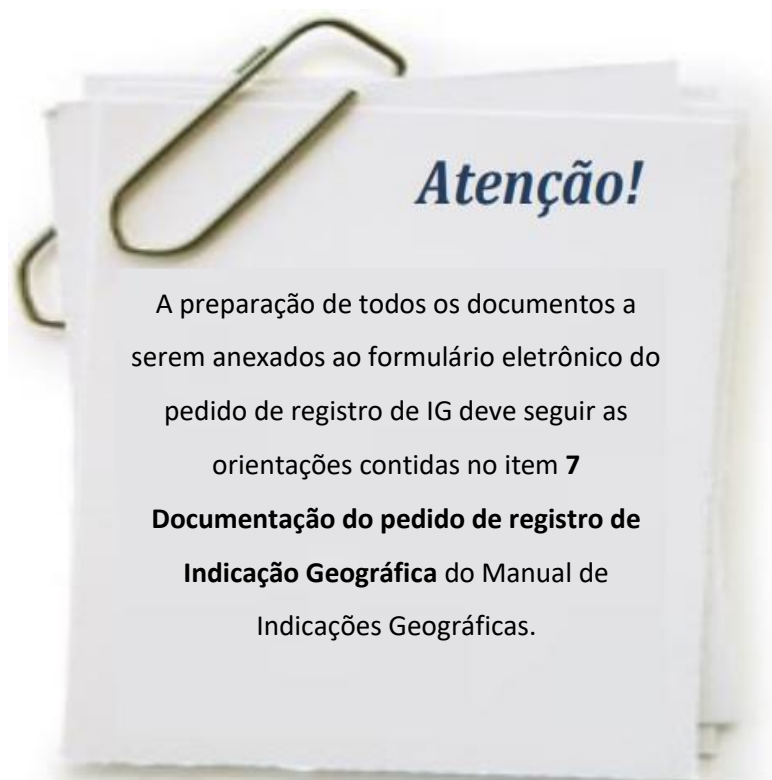 Atenção!
A preparação de todos os documentos a
serem anexados ao formulário eletrônico do
pedido de registro de IG deve seguir as
orientações contidas no item 7
Documentação do pedido de registro de
Indicação Geográfica do Manual de
Indicações Geográficas.